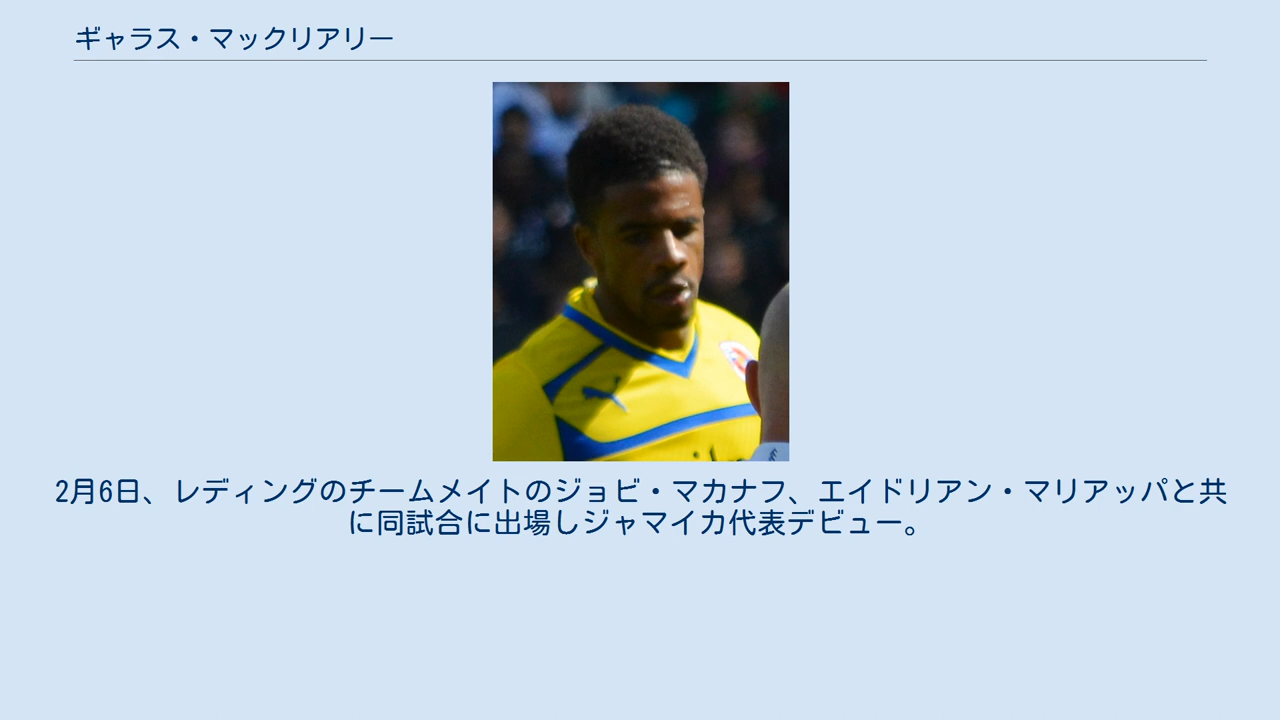 ギャラス・マックリアリー
2月6日、レディングのチームメイトのジョビ・マカナフ、エイドリアン・マリアッパと共
に同試合に出場しジャマイカ代表デビュー。